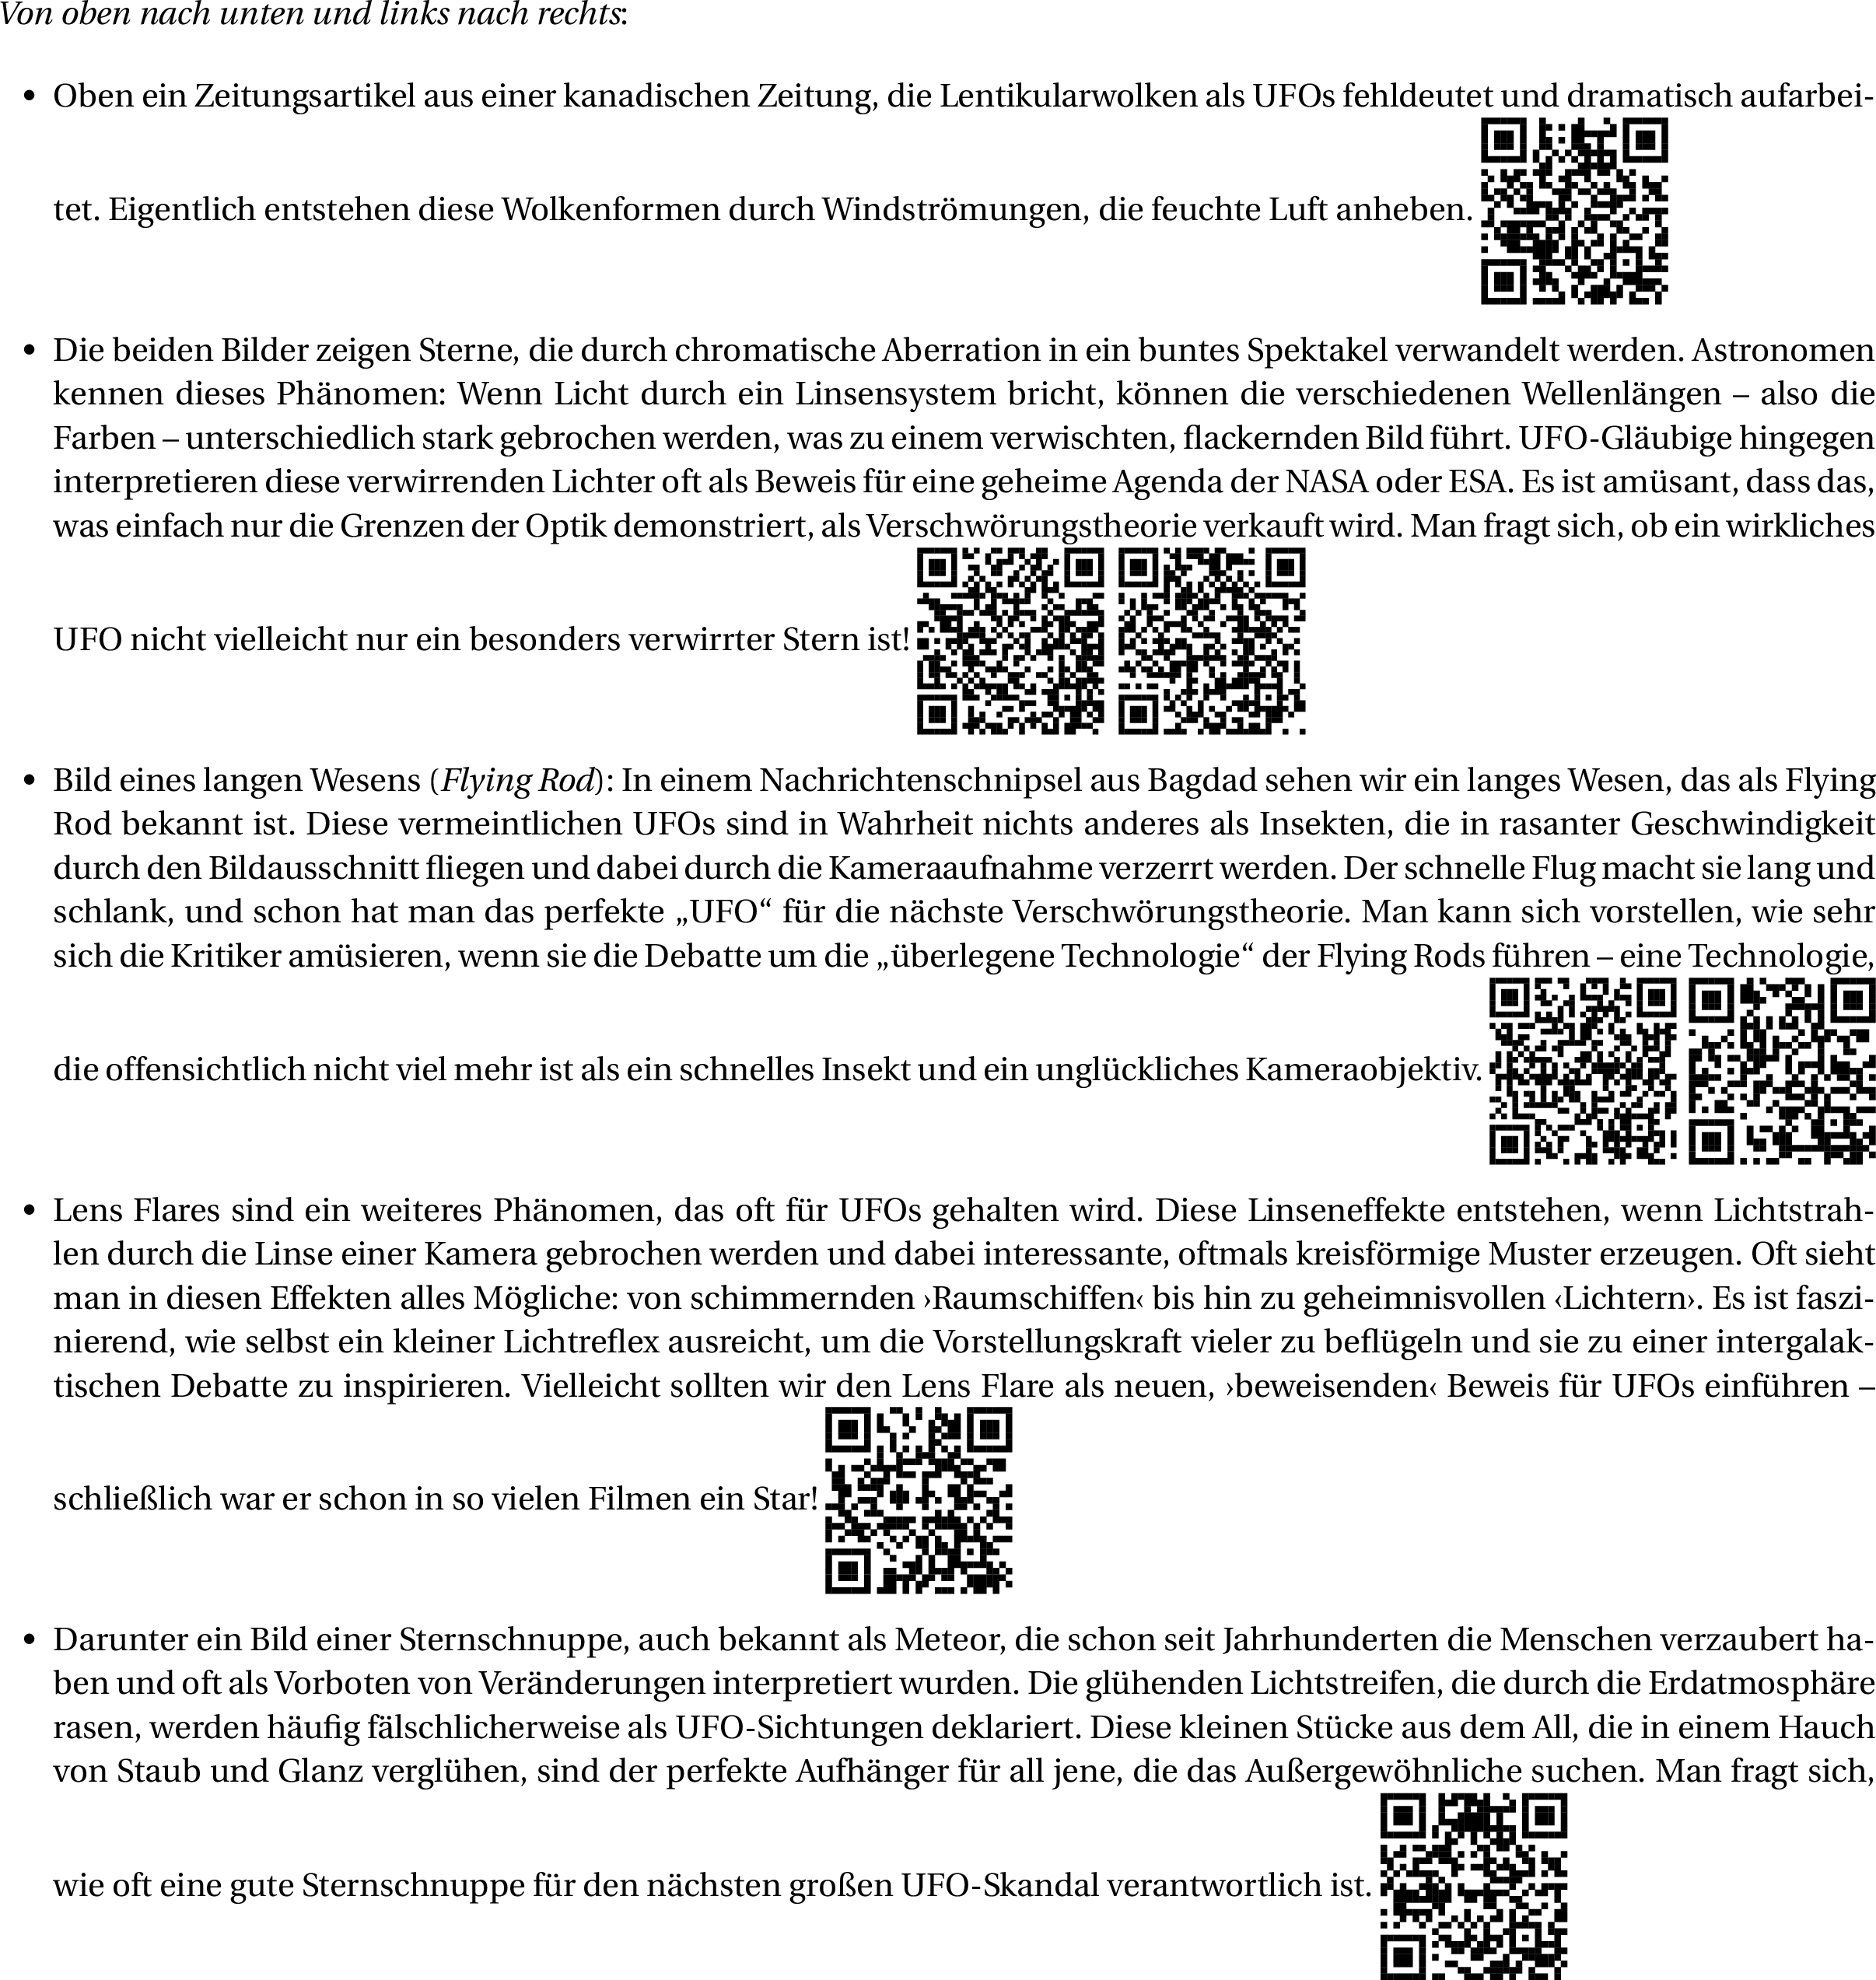 Von oben nach unten und links nach rechts:
• Oben ein Zeitungsartikel aus einer kanadischen Zeitung, die Lentikularwolken als UFOs fehldeutet und dramatisch aufarbei-
tet. Eigentlich entstehen diese Wolkenformen durch Windströmungen, die feuchte Luft anheben.
• Die beiden Bilder zeigen Sterne, die durch chromatische Aberration in ein buntes Spektakel verwandelt werden. Astronomen
kennen dieses Phänomen: Wenn Licht durch ein Linsensystem bricht, können die verschiedenen Wellenlängen – also die
Farben – unterschiedlich stark gebrochen werden, was zu einem verwischten, flackernden Bild führt. UFO-Gläubige hingegen
interpretieren diese verwirrenden Lichter oft als Beweis für eine geheime Agenda der NASA oder ESA. Es ist amüsant, dass das,
was einfach nur die Grenzen der Optik demonstriert, als Verschwörungstheorie verkauft wird. Man fragt sich, ob ein wirkliches
UFO nicht vielleicht nur ein besonders verwirrter Stern ist!
• Bild eines langen Wesens (Flying Rod): In einem Nachrichtenschnipsel aus Bagdad sehen wir ein langes Wesen, das als Flying
Rod bekannt ist. Diese vermeintlichen UFOs sind in Wahrheit nichts anderes als Insekten, die in rasanter Geschwindigkeit
durch den Bildausschnitt fliegen und dabei durch die Kameraaufnahme verzerrt werden. Der schnelle Flug macht sie lang und
schlank, und schon hat man das perfekte „UFO“ für die nächste Verschwörungstheorie. Man kann sich vorstellen, wie sehr
sich die Kritiker amüsieren, wenn sie die Debatte um die „überlegene Technologie“ der Flying Rods führen – eine Technologie,
die offensichtlich nicht viel mehr ist als ein schnelles Insekt und ein unglückliches Kameraobjektiv.
• Lens Flares sind ein weiteres Phänomen, das oft für UFOs gehalten wird. Diese Linseneffekte entstehen, wenn Lichtstrah-
len durch die Linse einer Kamera gebrochen werden und dabei interessante, oftmals kreisförmige Muster erzeugen. Oft sieht
man in diesen Effekten alles Mögliche: von schimmernden ›Raumschiffen‹ bis hin zu geheimnisvollen ‹Lichtern›. Es ist faszi-
nierend, wie selbst ein kleiner Lichtreflex ausreicht, um die Vorstellungskraft vieler zu beflügeln und sie zu einer intergalak-
tischen Debatte zu inspirieren. Vielleicht sollten wir den Lens Flare als neuen, ›beweisenden‹ Beweis für UFOs einführen –
schließlich war er schon in so vielen Filmen ein Star!
• Darunter ein Bild einer Sternschnuppe, auch bekannt als Meteor, die schon seit Jahrhunderten die Menschen verzaubert ha-
ben und oft als Vorboten von Veränderungen interpretiert wurden. Die glühenden Lichtstreifen, die durch die Erdatmosphäre
rasen, werden häufig fälschlicherweise als UFO-Sichtungen deklariert. Diese kleinen Stücke aus dem All, die in einem Hauch
von Staub und Glanz verglühen, sind der perfekte Aufhänger für all jene, die das Außergewöhnliche suchen. Man fragt sich,
wie oft eine gute Sternschnuppe für den nächsten großen UFO-Skandal verantwortlich ist.